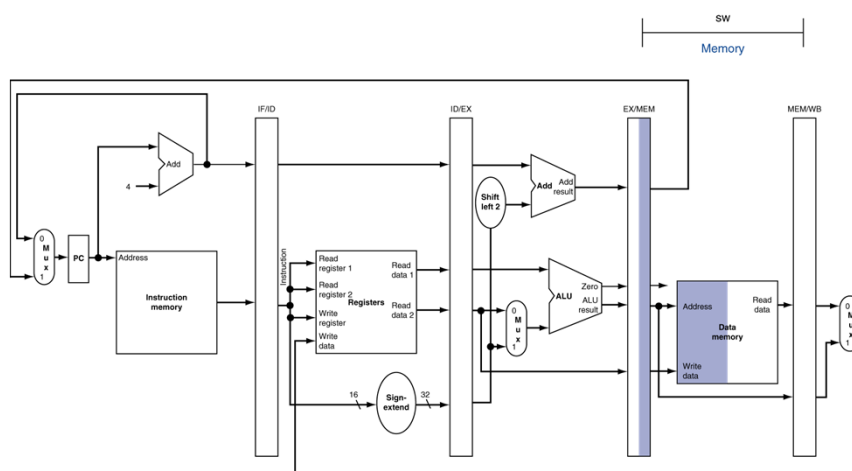 SW
Memory
IF/ID
ID/EX
EX/MEM
MEM/WB
Add
4
Shift
left 2
Add
Add
result
0
M
u
x
1
PC
Address
Instruction
memory
Instruction
Read
register 1
Read
register 2
Write
register
Write
data
Registers
Read
data 1
Read
data 2
16
Sign-
extend
32
0
M
u
x
1
ALU
Zero
ALU
result
Address
Write
data
Data
memory
Read
data
0
M
u
x
1